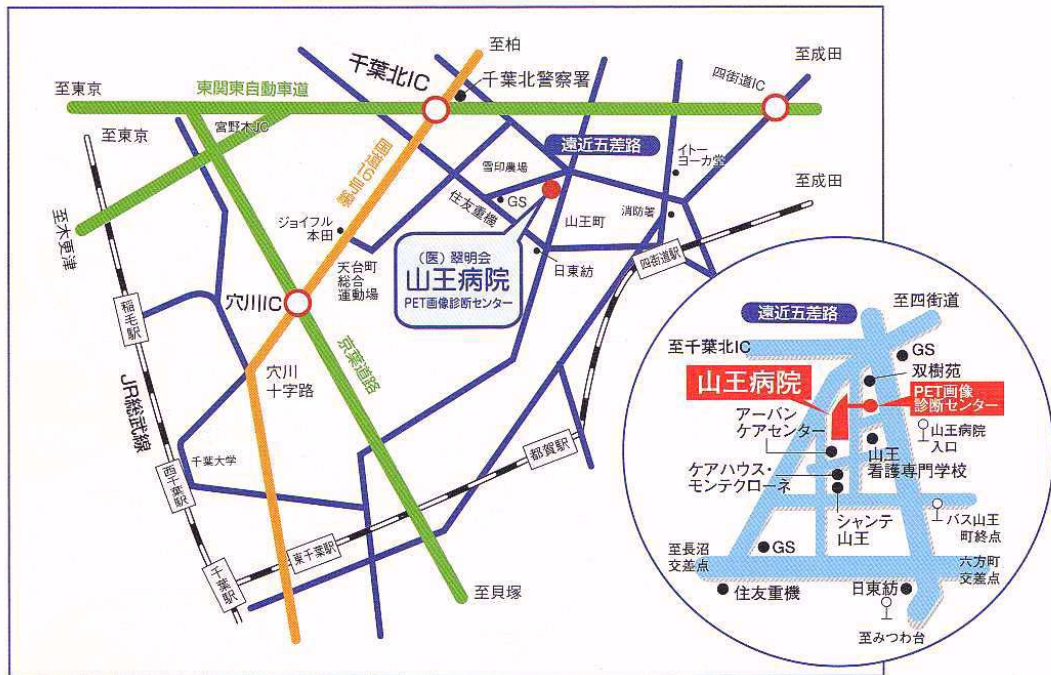 至柏
至成田
千葉北IC
千葉北警察署
四街道IC
至東京
東関東自動車道
至東京
宮野木JC
遠近五差路
イトー
ヨーカ堂
国道16号線
雪印農場
至成田
至木更津
住友重機
GS
山王町
消防署
ジョイフル
本田
(医)翠明会
山王病院
PET画像診断センター
日東紡
四街道駅
天台町
総合
運動場
穴川IC
稲毛駅
京葉道路
穴川
十字路
JR総武線
千葉大学
都賀駅
西千葉駅
東千葉駅
千葉駅
至貝塚
至四街道
遠近五差路
至千葉北IC
GS
双樹苑
山王病院
PET画像
診断センター
アーバン
ケアセンター
山王病院
入口
山王
看護専門学校
ケアハウス・
モンテクローネ
シャンテ
山王
バス山王
町終点
至長沼
交差点
GS
六方町
交差点
住友重機
日東紡
至みつわ台